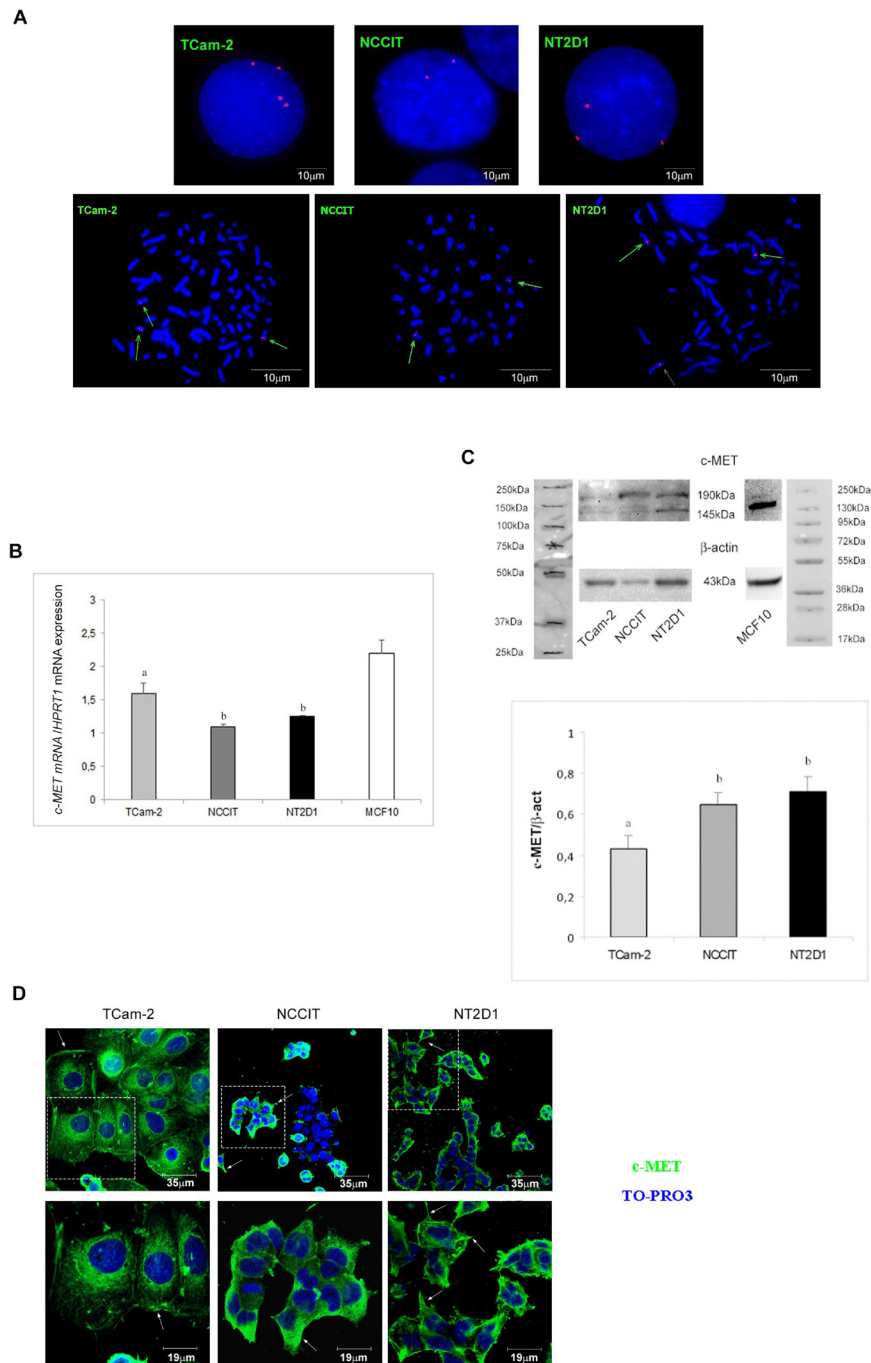 A
TCam-2
NCCIT
NT2D1
10µm
10µm
10µm
TCam-2
NCCIT
NT2D1
10µm
10µm
10µm
B
c-MET mRNA/HPRT1 mRNA expression
3
2,5
2
1,5
1
0,5
0
a
b
b
TCam-2
NCCIT
NT2D1
MCF10
C
c-MET
250kDa
150kDa
100kDa
75kDa
50kDa
37kDa
25kDa
190kDa
145kDa
β-actin
43kDa
250kDa
130kDa
95kDa
72kDa
55kDa
36kDa
28kDa
17kDa
TCam-2
NCCIT
NT2D1
MCF10
c-MET/β-act
1
0,8
0,6
0,4
0,2
0
a
b
b
TCam-2
NCCIT
NT2D1
D
TCam-2
NCCIT
NT2D1
35µm
35µm
35µm
c-MET
TO-PRO3
19µm
19µm
19µm